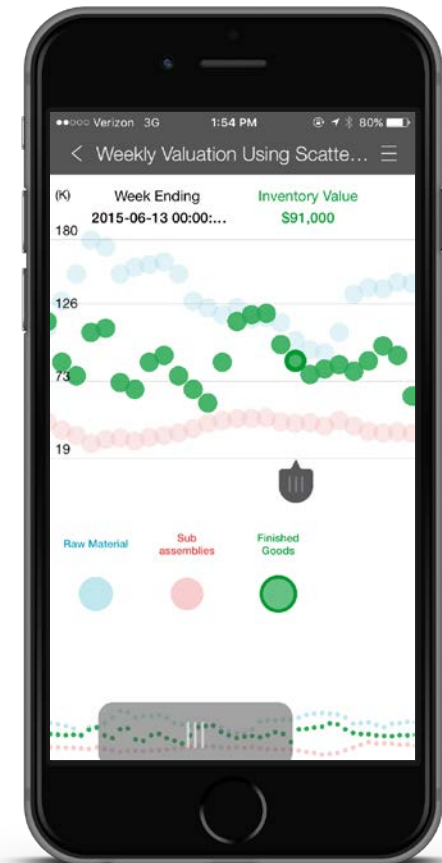 Verizon 3G 1:54 PM 80%
< Weekly Valuation Using Scatte...
(K) Week Ending Inventory Value
2015-06-13 00:00:... $91,000
180
126
73
19
Raw Material Sub assemblies Finished Goods